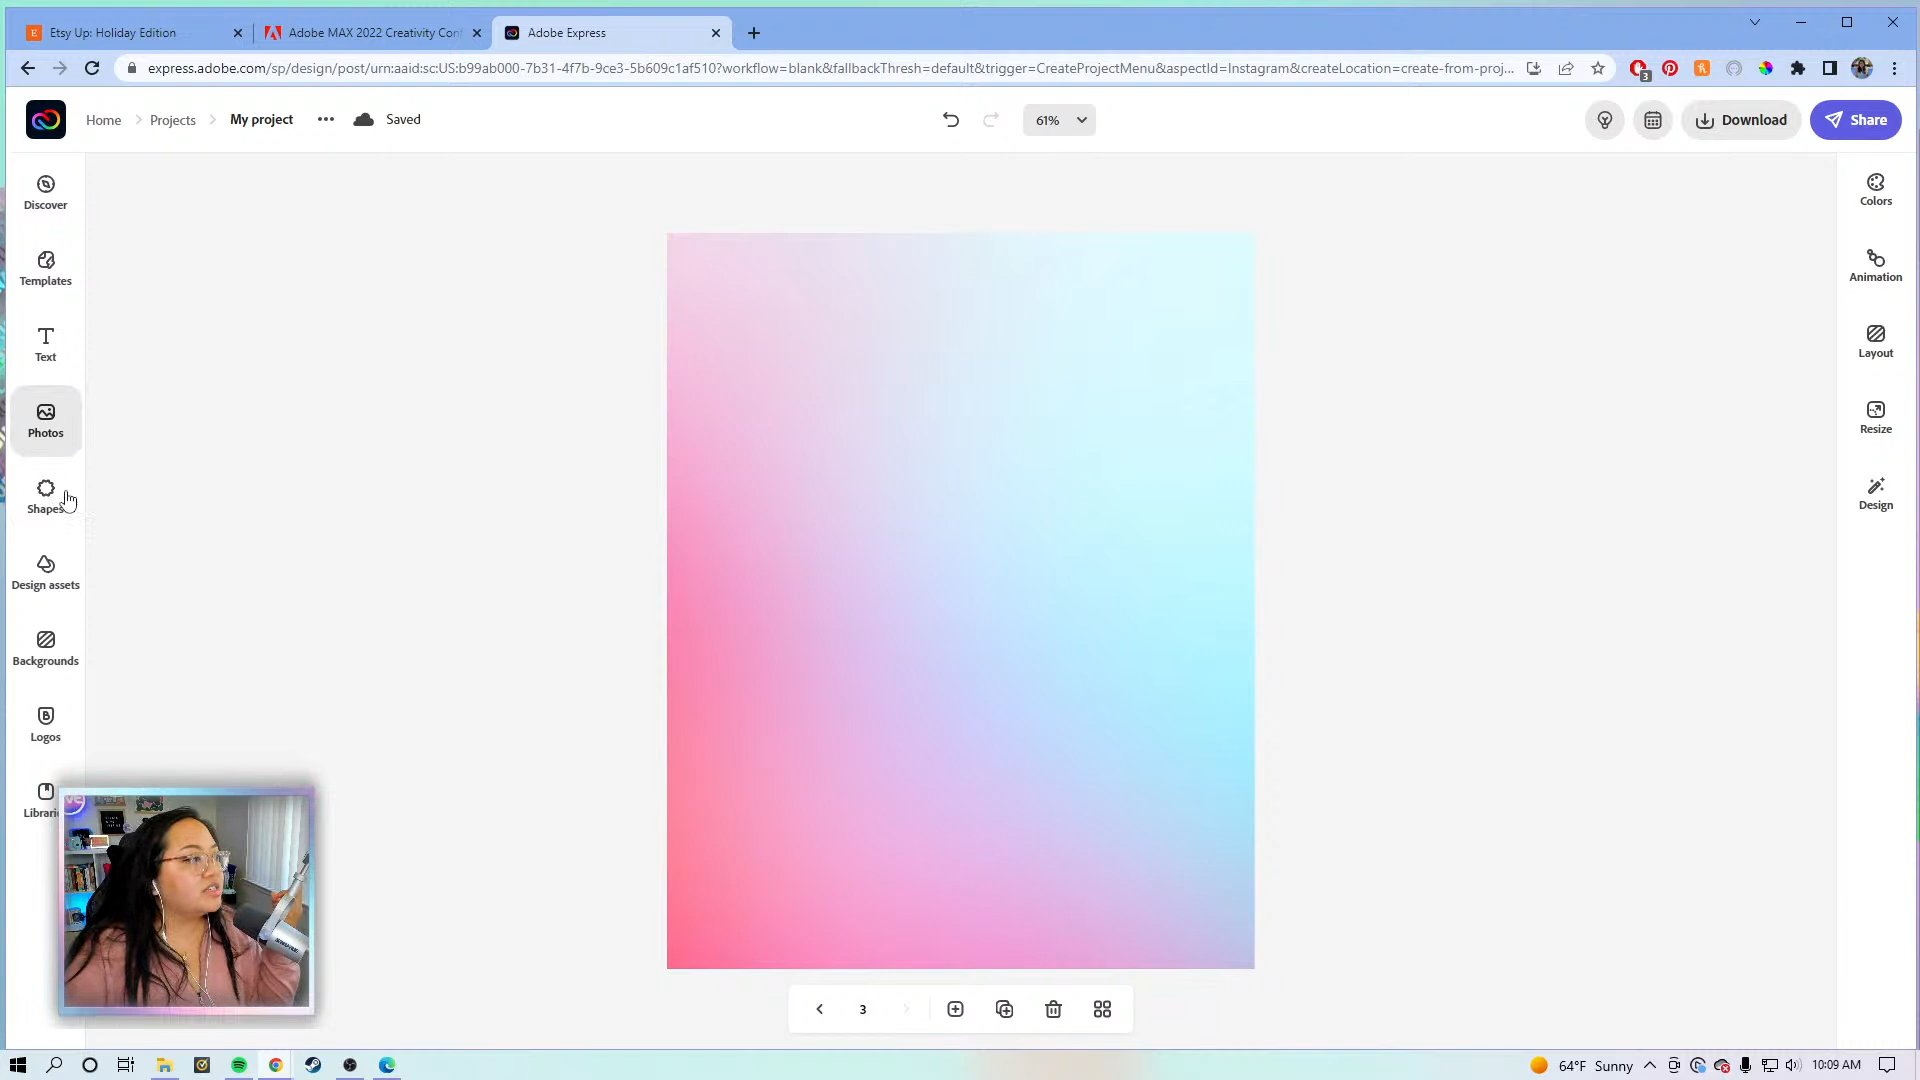 Etsy Up: Holiday Edition
Adobe MAX 2022 Creativity Conf
Adobe Express
express.adobe.com/sp/design/post/urn:aaid:sc:US:b99ab000-7b31-4f7b-9ce3-5b609c1af510?workflow=blank&fallbackThresh=default&trigger=CreateProjectMenu&aspectId=Instagram&createLocation=create-from-proj...
3
Home
Projects
My project
Saved
61%
Download
Share
Discover
Templates
Text
Photos
Shapes
Design assets
Backgrounds
Logos
Librari
Colors
Animation
Layout
Resize
Design
3
64°F Sunny
10:09 AM